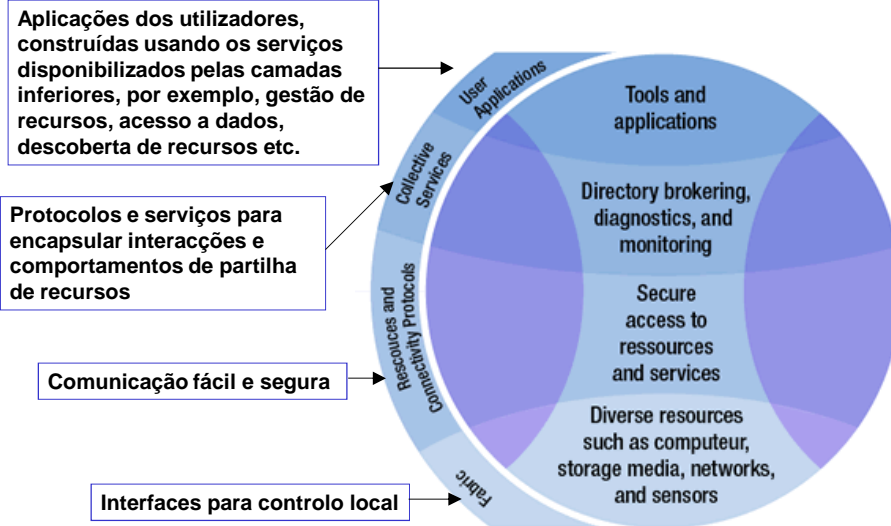 Aplicações dos utilizadores,
construídas usando os serviços
disponibilizados pelas camadas
inferiores, por exemplo, gestão de
recursos, acesso a dados,
descoberta de recursos etc.
Protocolos e serviços para
encapsular interacções e
comportamentos de partilha
de recursos
Comunicação fácil e segura
Interfaces para controlo local
User
Applications
Collective
Services
Rescouces and
Connectivity Protocols
Fabric
Tools and
applications
Directory brokering,
diagnostics, and
monitoring
Secure
access to
ressources
and services
Diverse resources
such as computeur,
storage media, networks,
and sensors